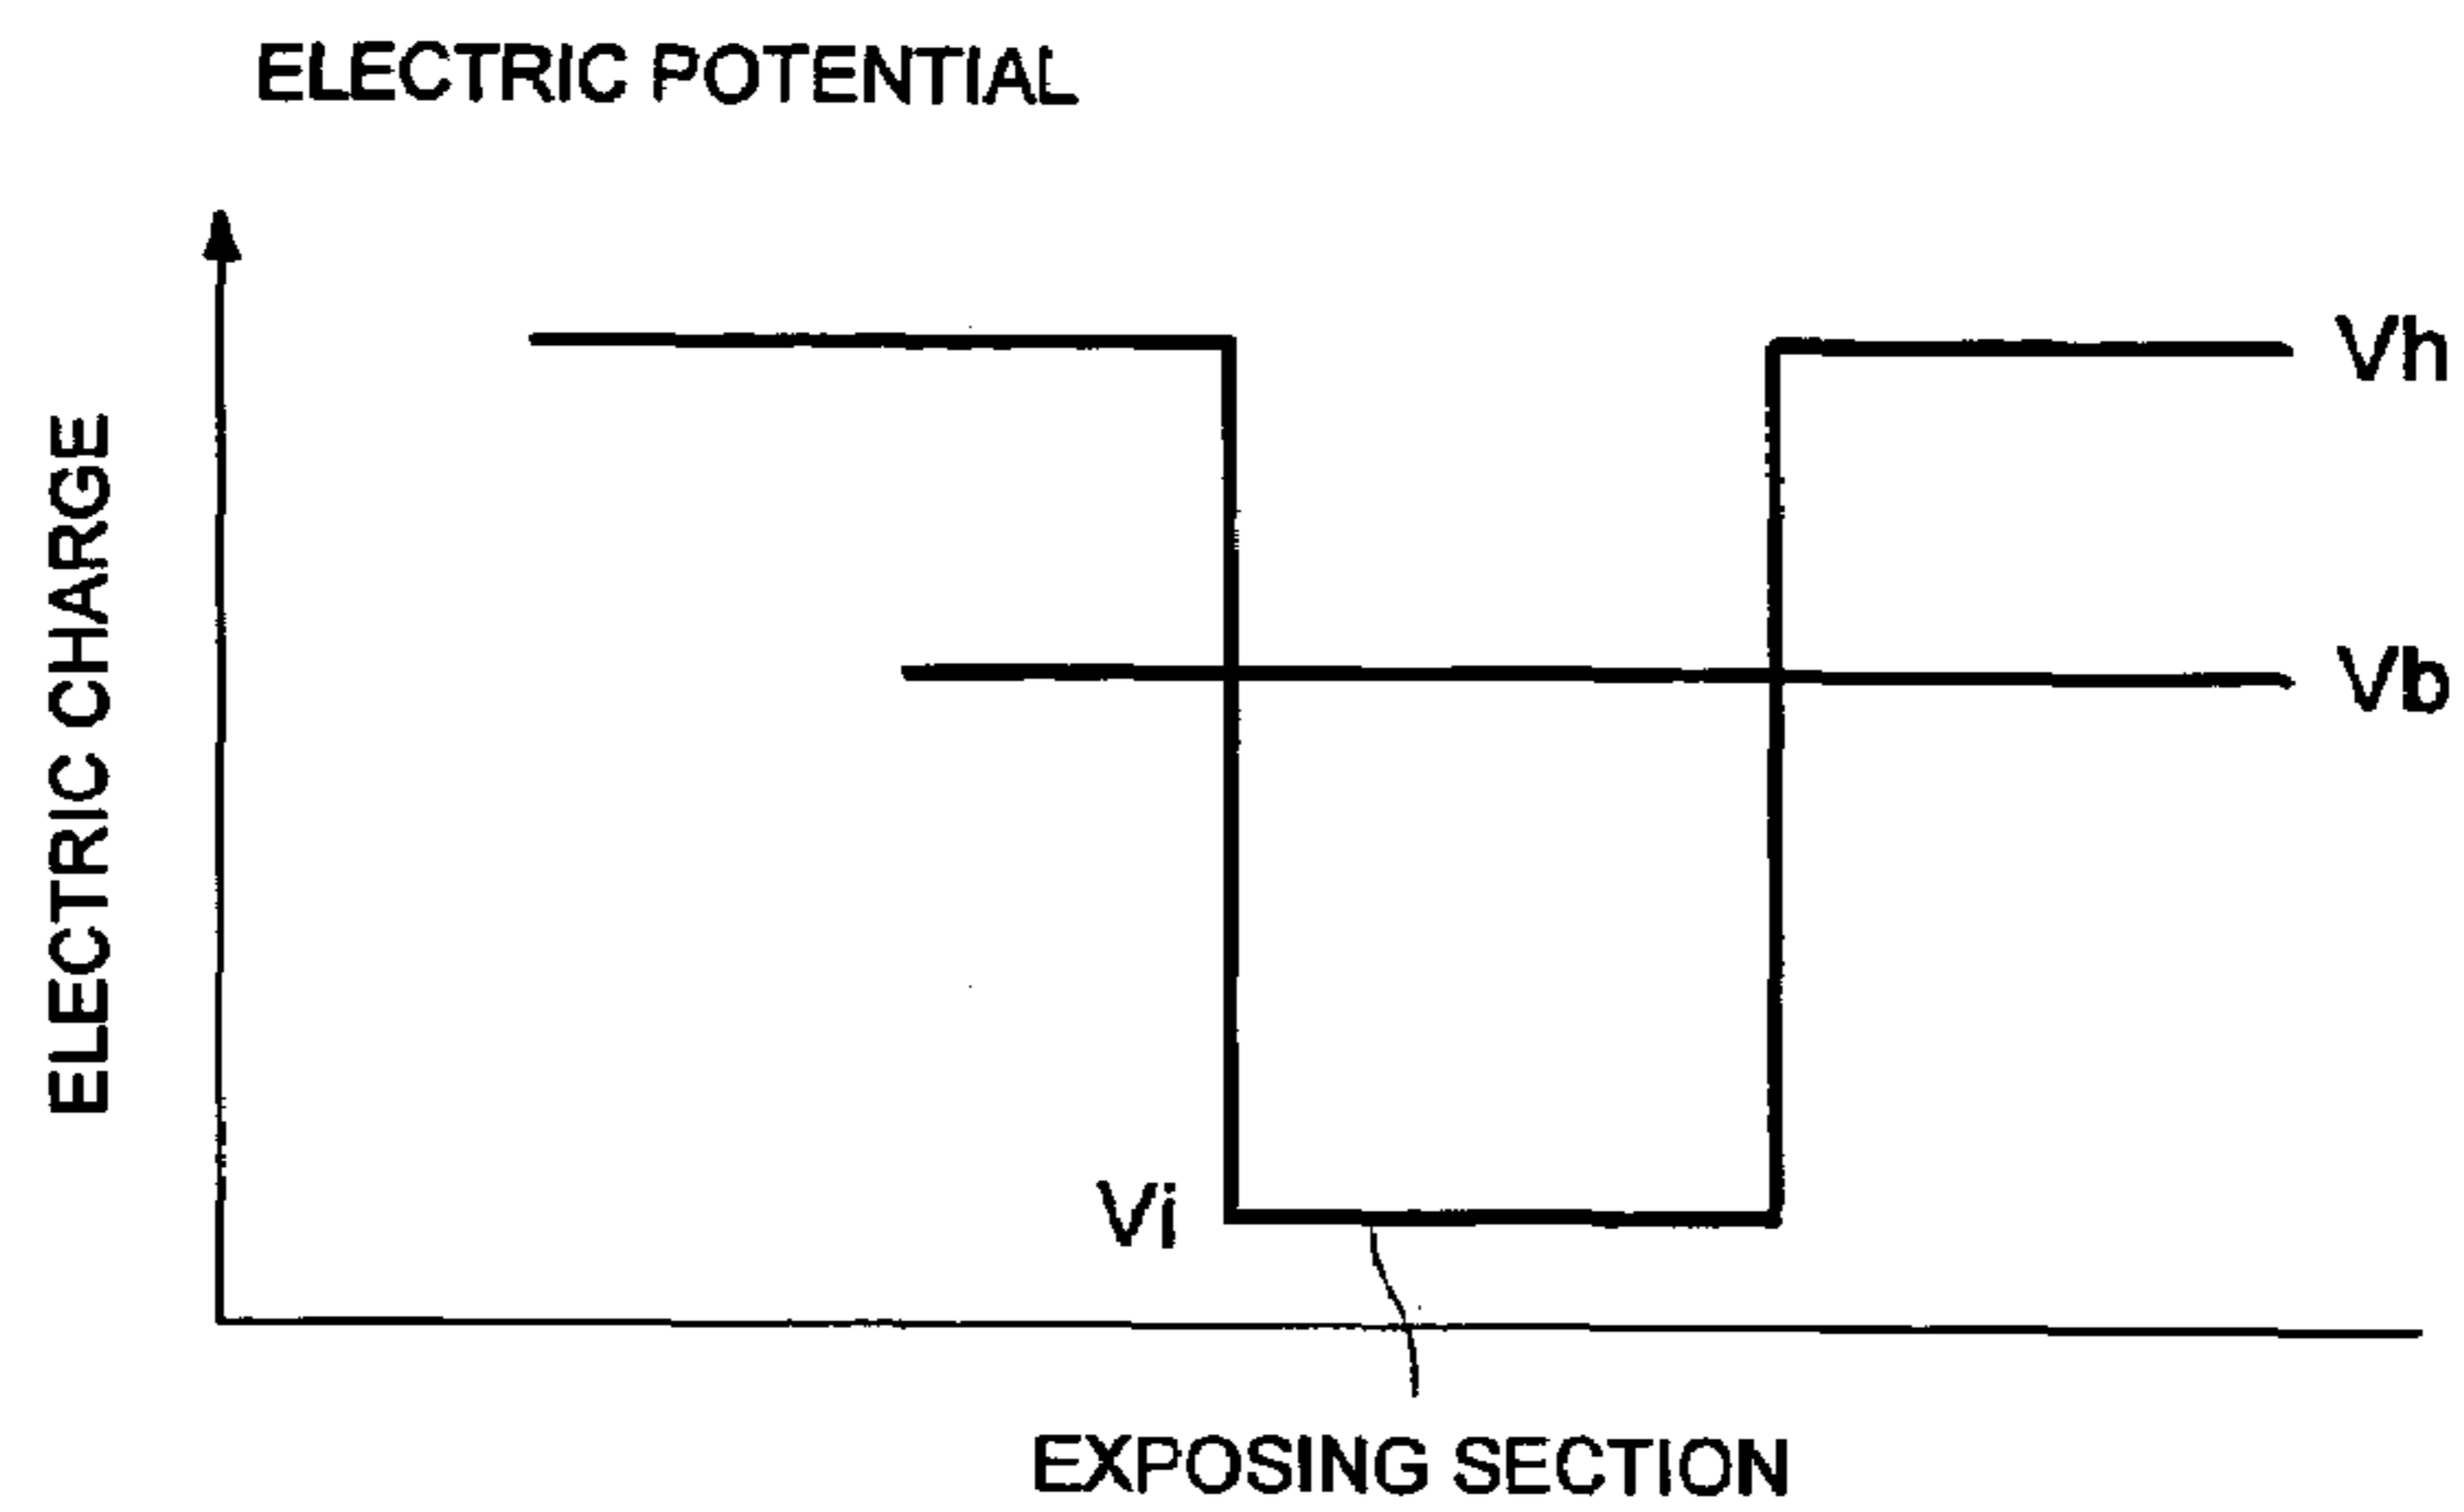 ELECTRIC POTENTIAL
ELECTRIC CHARGE
Vh
Vb
Vi
EXPOSING SECTION